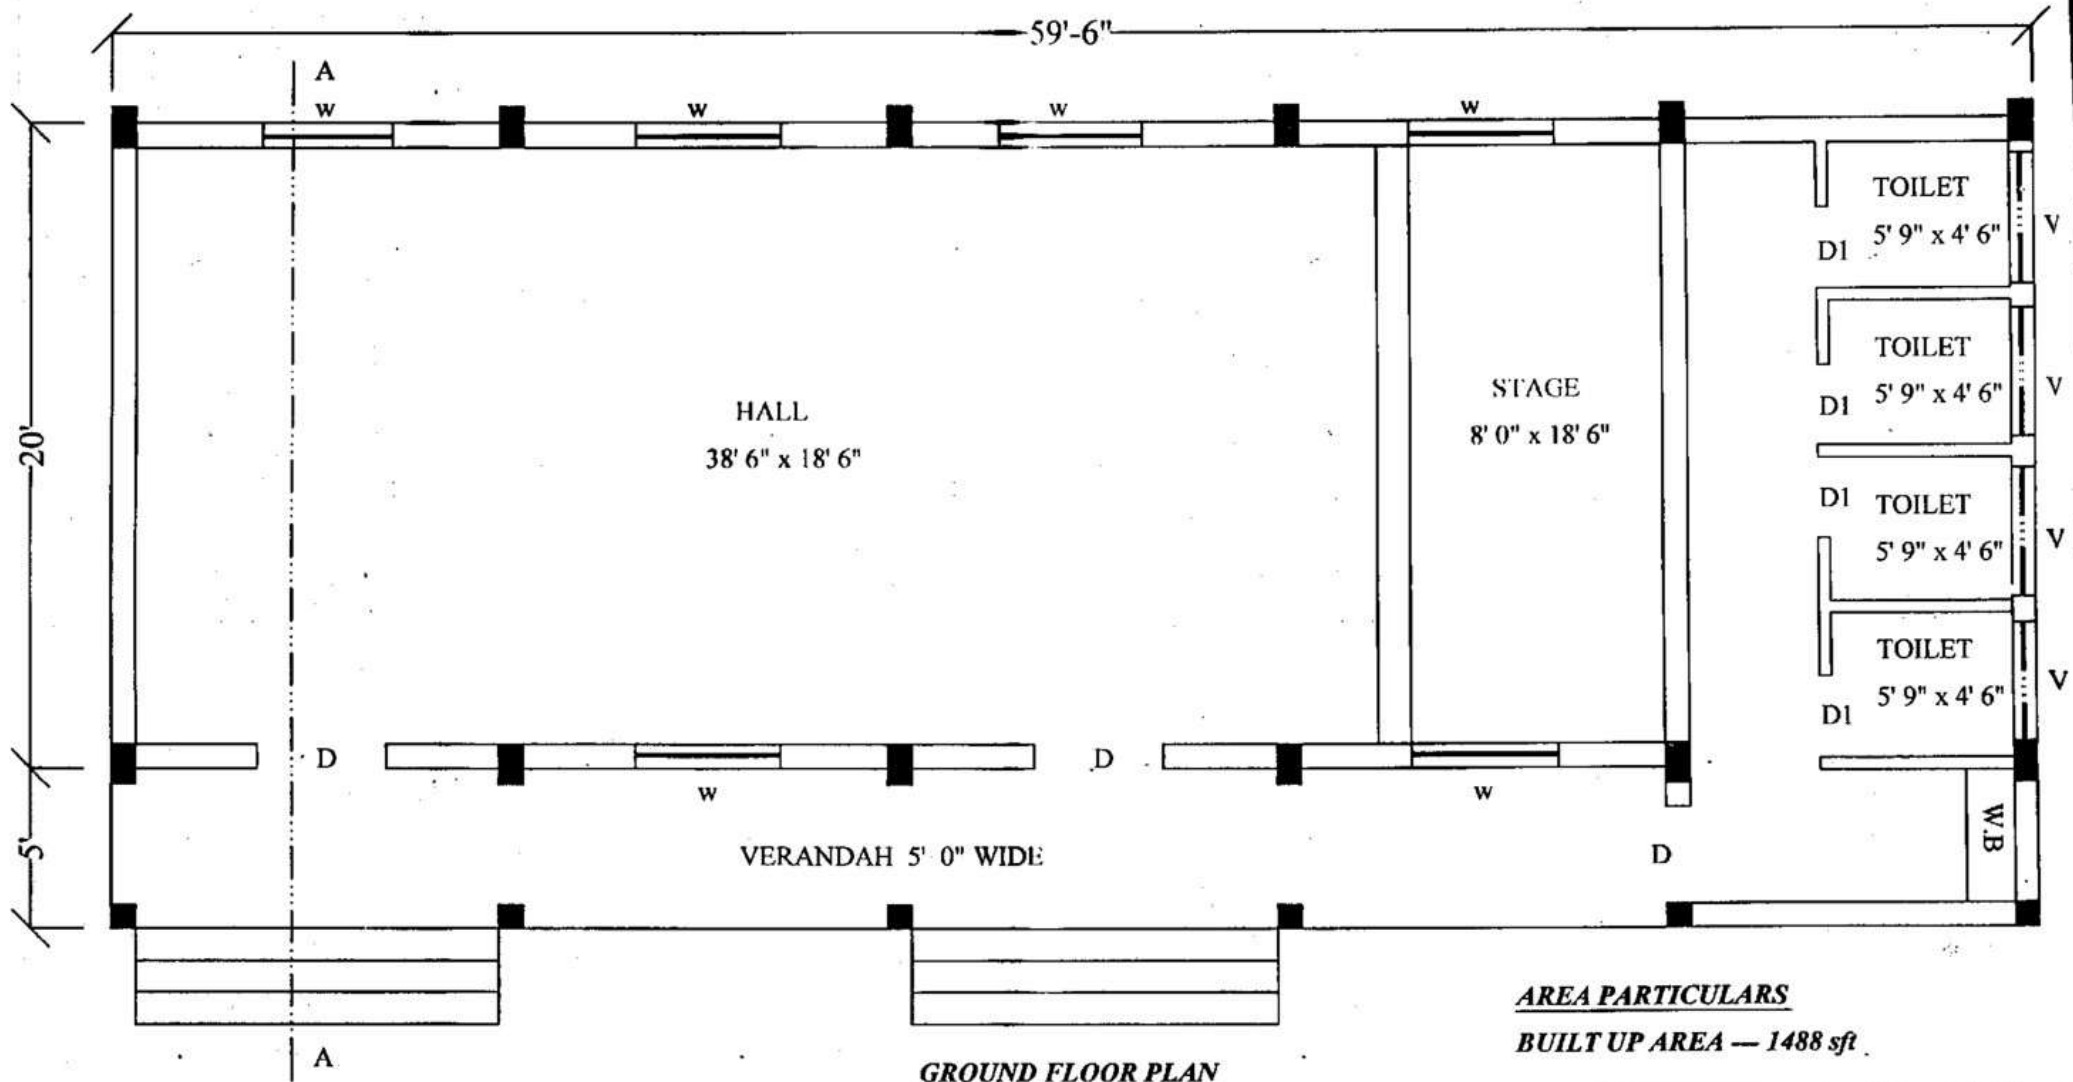 59'-6"
A
w w w w
TOILET
5' 9" x 4' 6"
V
D1
TOILET
5' 9" x 4' 6"
V
D1
HALL
38' 6" x 18' 6"
STAGE
8' 0" x 18' 6"
20'
D1
TOILET
5' 9" x 4' 6"
V
TOILET
5' 9" x 4' 6"
V
D1
D
D
w
w
VERANDAH 5' 0" WIDE
D
W.B
5'
A
AREA PARTICULARS
BUILT UP AREA — 1488 sft
GROUND FLOOR PLAN